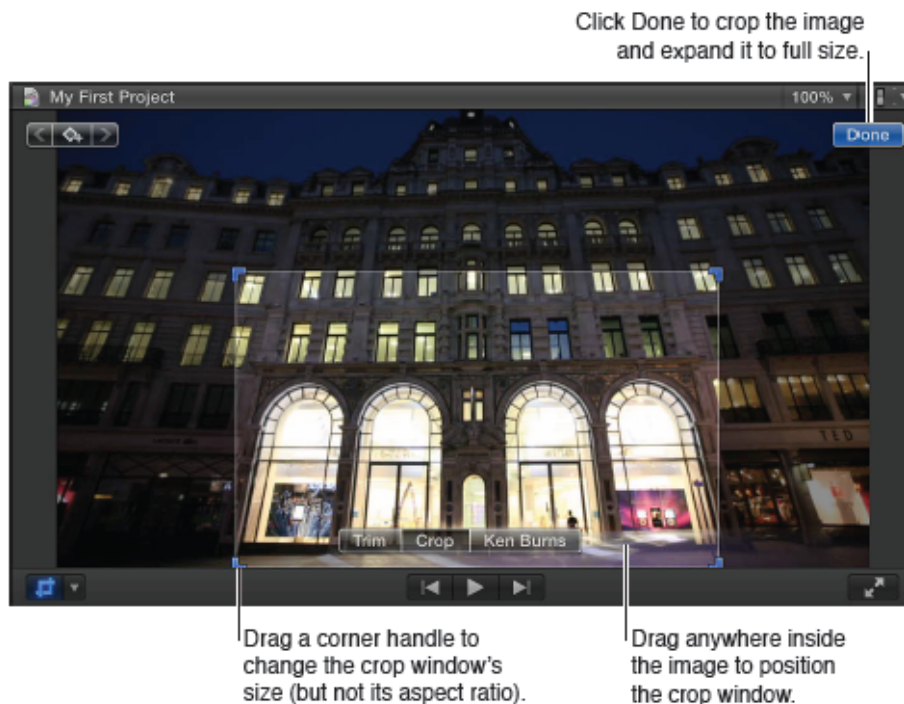 Click Done to crop the image
and expand it to full size.
My First Project
100%
Done
TED
Trim Crop Ken Burns
Drag a corner handle to
change the crop window's
size (but not its aspect ratio).
Drag anywhere inside
the image to position
the crop window.